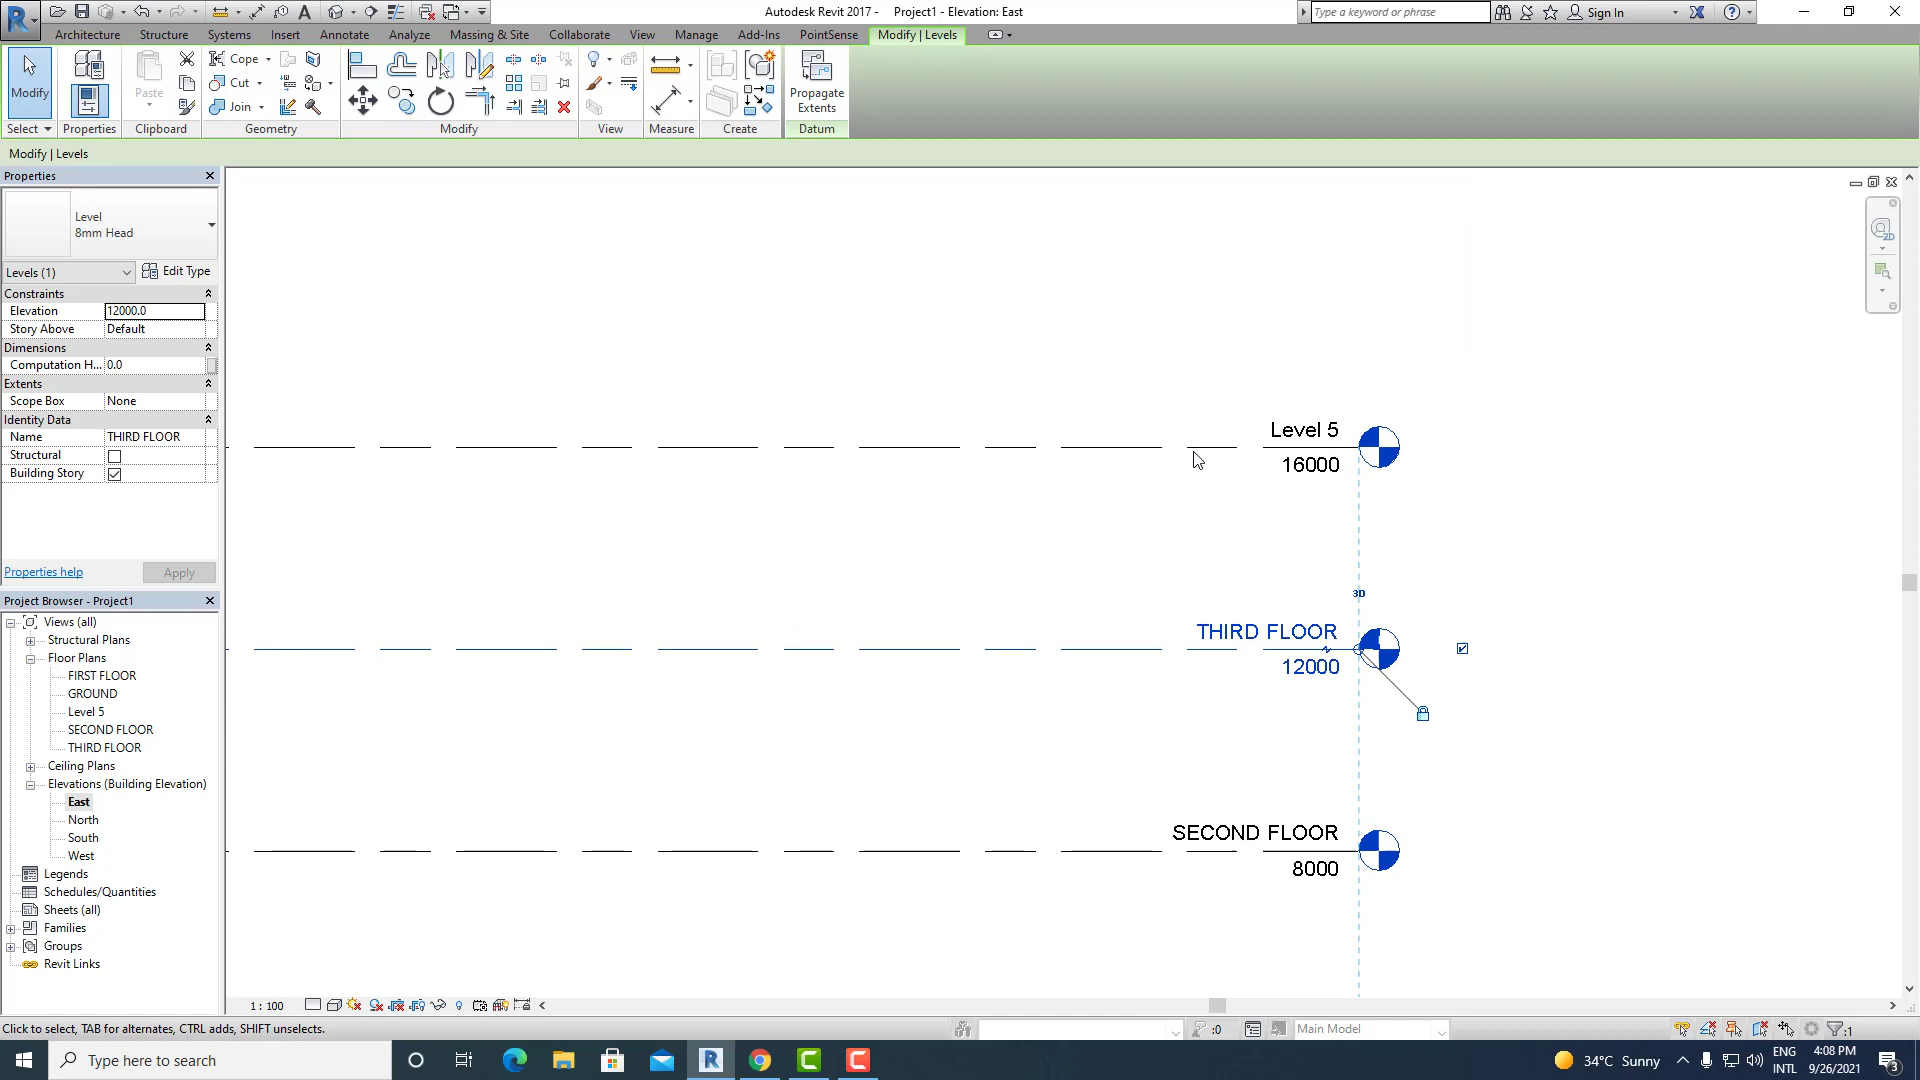 Autodesk Revit 2017 - Project1 - Elevation: East
Type a keyword or phrase
Sign In
Architecture Structure Systems Insert Annotate Analyze Massing & Site Collaborate View Manage Add-Ins PointSense Modify | Levels
Modify
Paste
Cope
Cut
Join
Propagate
Extents
Select Properties Clipboard Geometry Modify View Measure Create Datum
Modify | Levels
Properties
Level
8mm Head
Levels (1)
Edit Type
Constraints
Elevation 12000.0
Story Above Default
Dimensions
Computation H... 0.0
Extents
Scope Box None
Identity Data
Name THIRD FLOOR
Structural
Building Story
Properties help
Apply
Project Browser - Project1
Views (all)
Structural Plans
Floor Plans
FIRST FLOOR
GROUND
Level 5
SECOND FLOOR
THIRD FLOOR
Ceiling Plans
Elevations (Building Elevation)
East
North
South
West
Legends
Schedules/Quantities
Sheets (all)
Families
Groups
Revit Links
2D
Level 5
16000
3D
THIRD FLOOR
12000
SECOND FLOOR
8000
1 : 100
Click to select, TAB for alternates, CTRL adds, SHIFT unselects.
:0
Main Model
:1
Type here to search
34°C Sunny
ENG
INTL
4:08 PM
9/26/2021
3